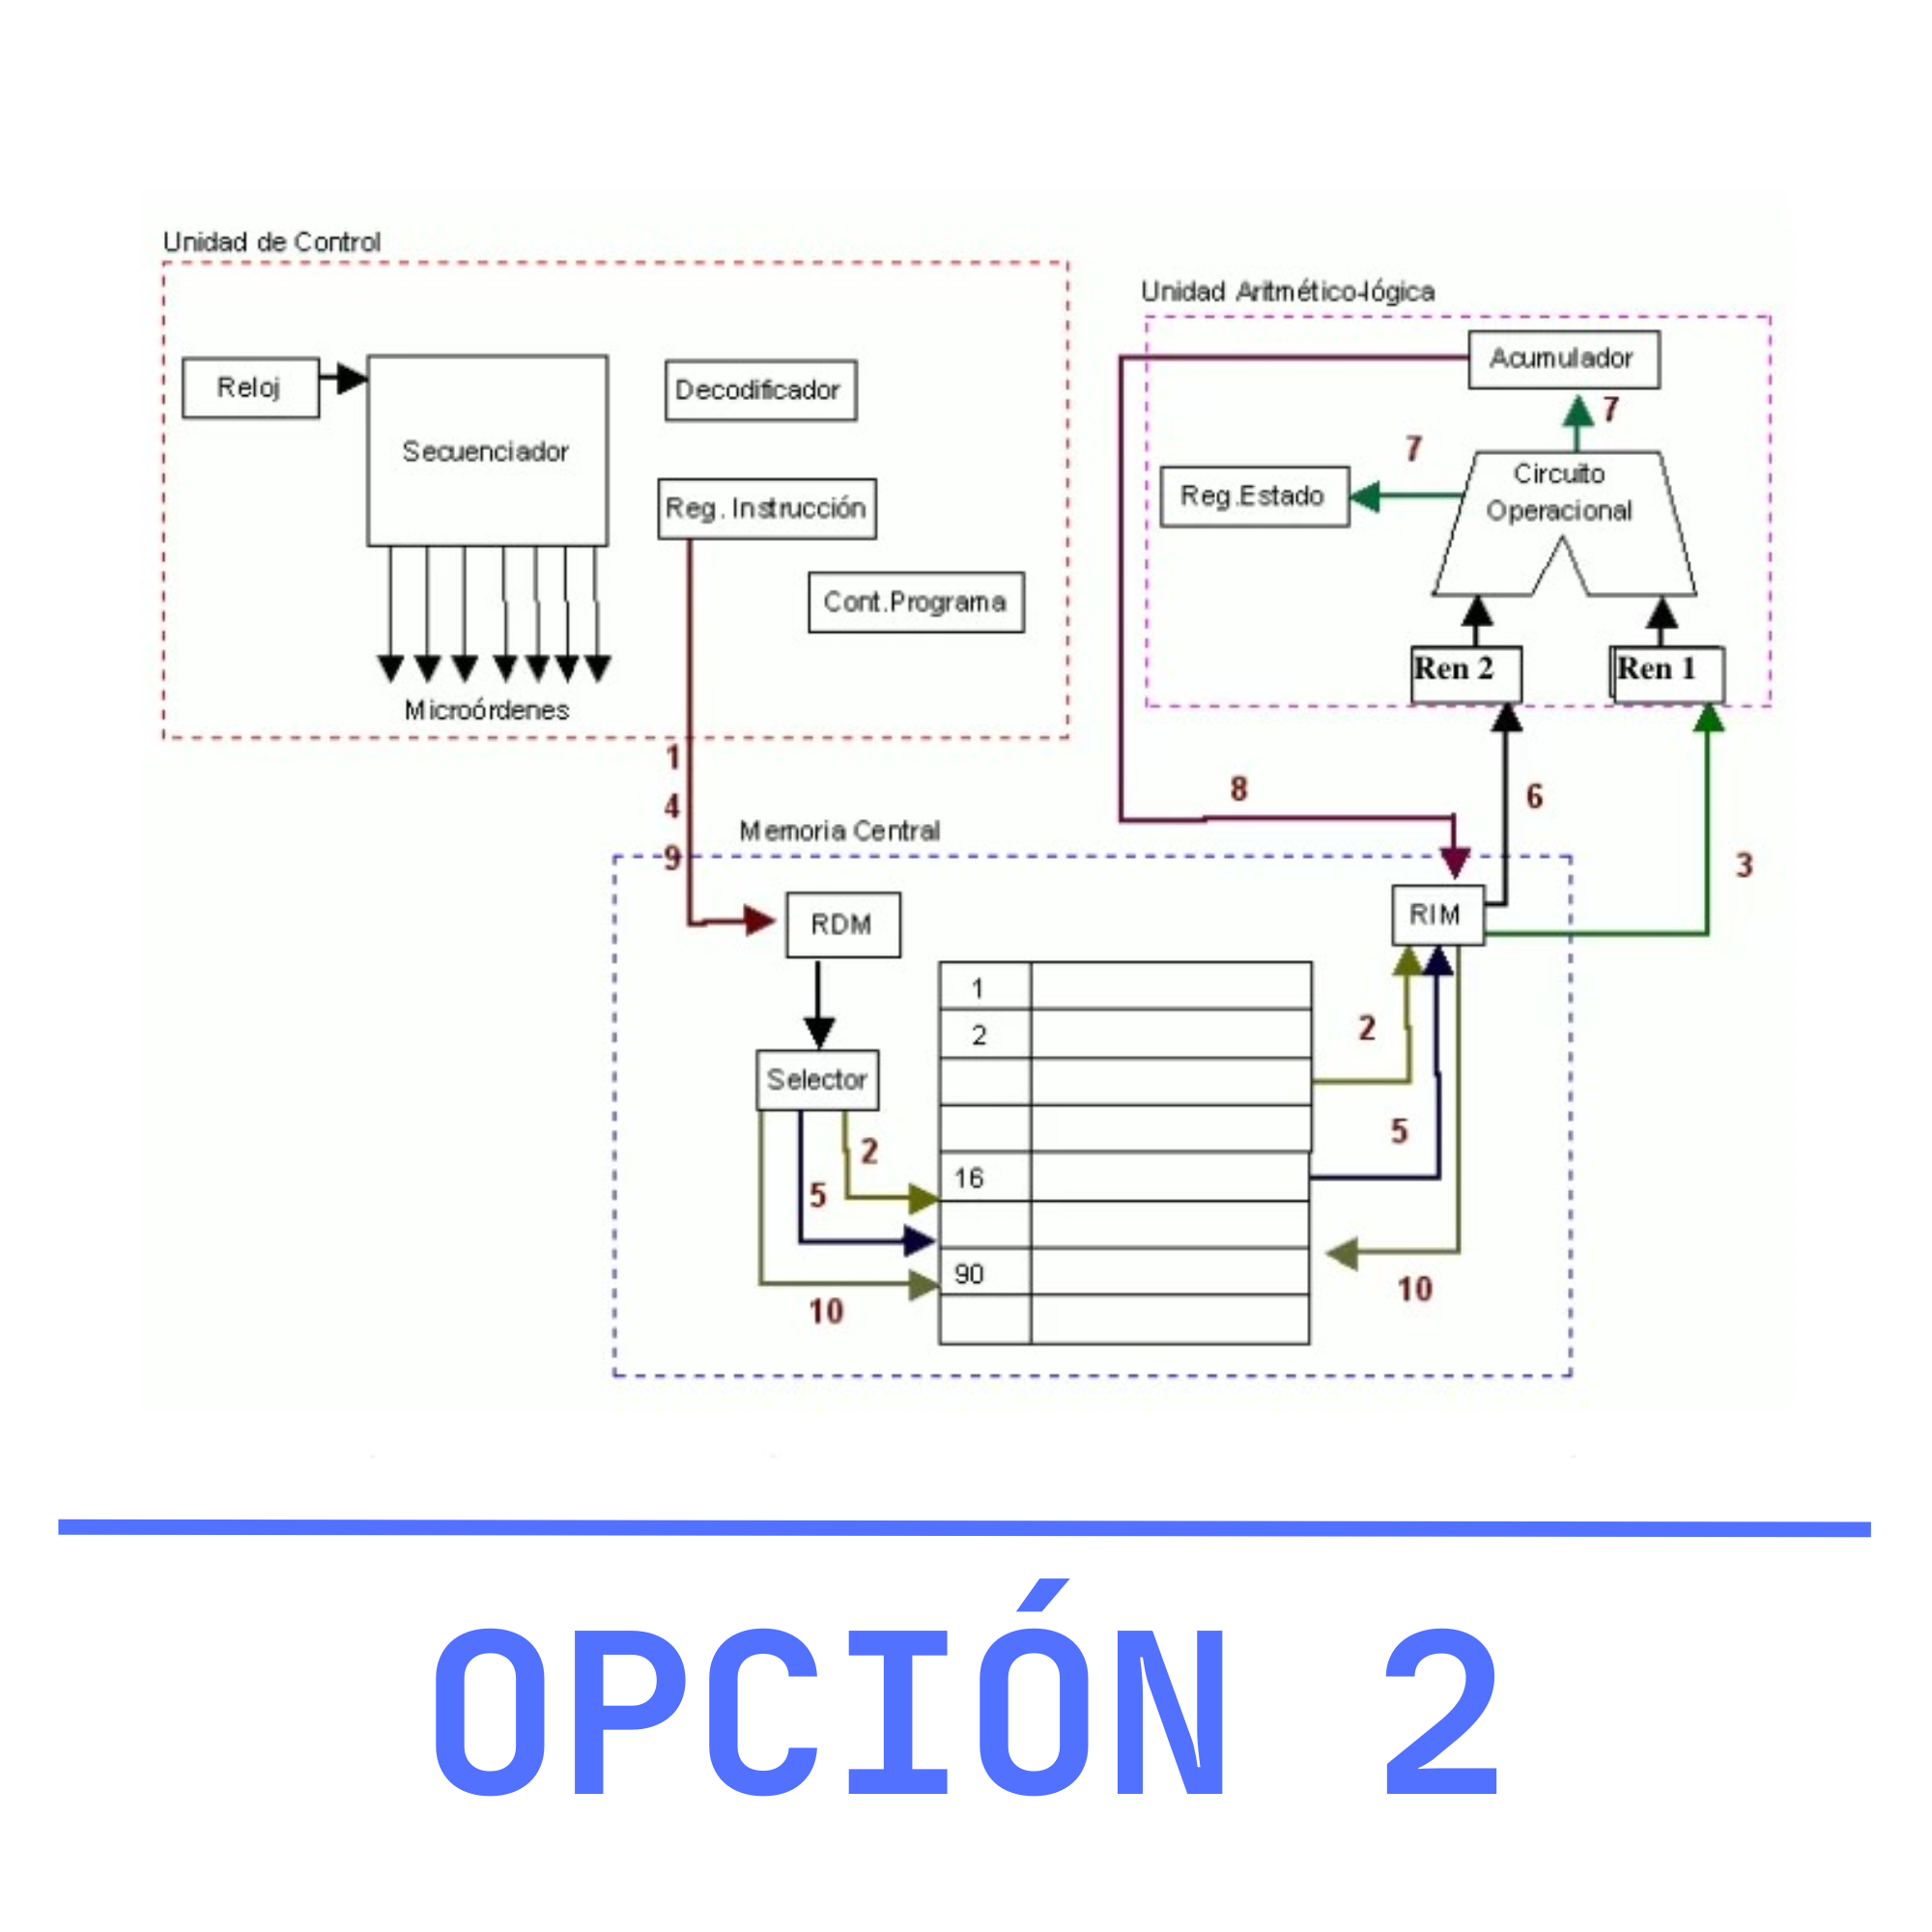 Unidad de Control
Reloj
Secuenciador
Decodificador
Reg. Instrucción
Cont.Programa
Microórdenes
Unidad Aritmético-lógica
Acumulador
7
7
Reg.Estado
Circuito
Operacional
Ren 2
Ren 1
1
4
9
8
6
3
Memoria Central
RDM
RIM
Selector
1
2
16
90
2
5
10
2
5
10
OPCIÓN 2